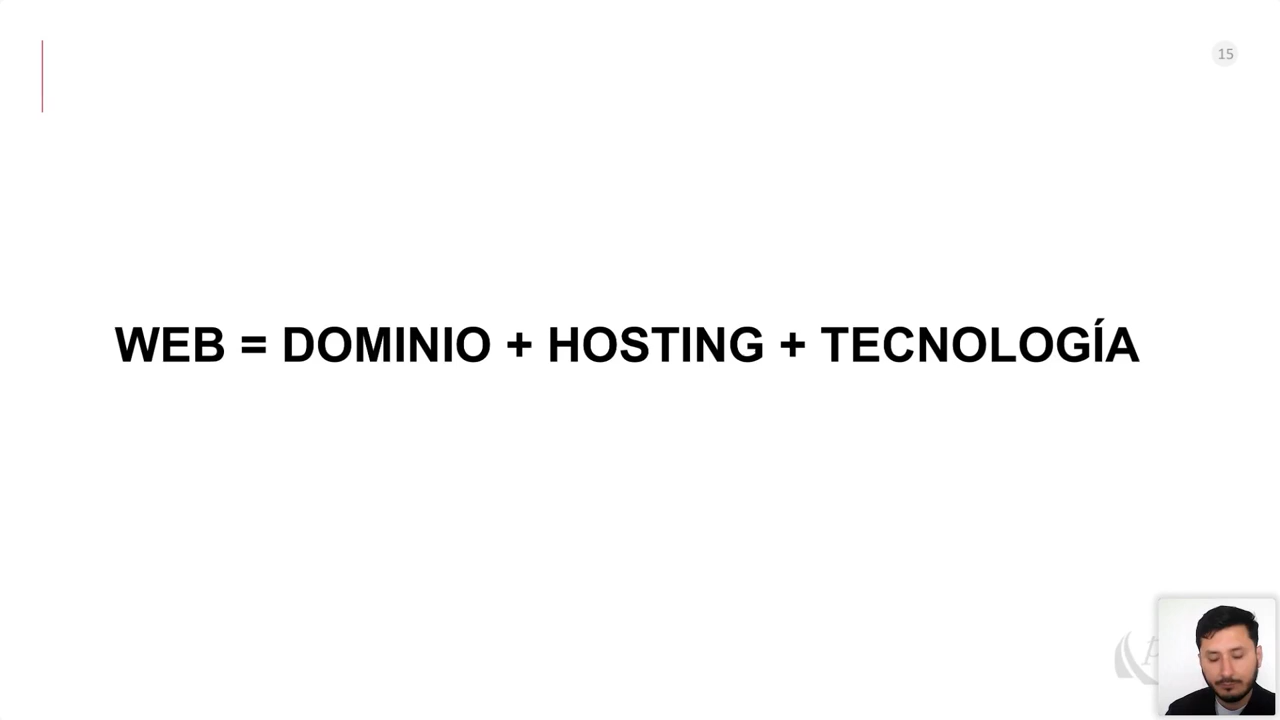 15
WEB = DOMINIO + HOSTING + TECNOLOGÍA